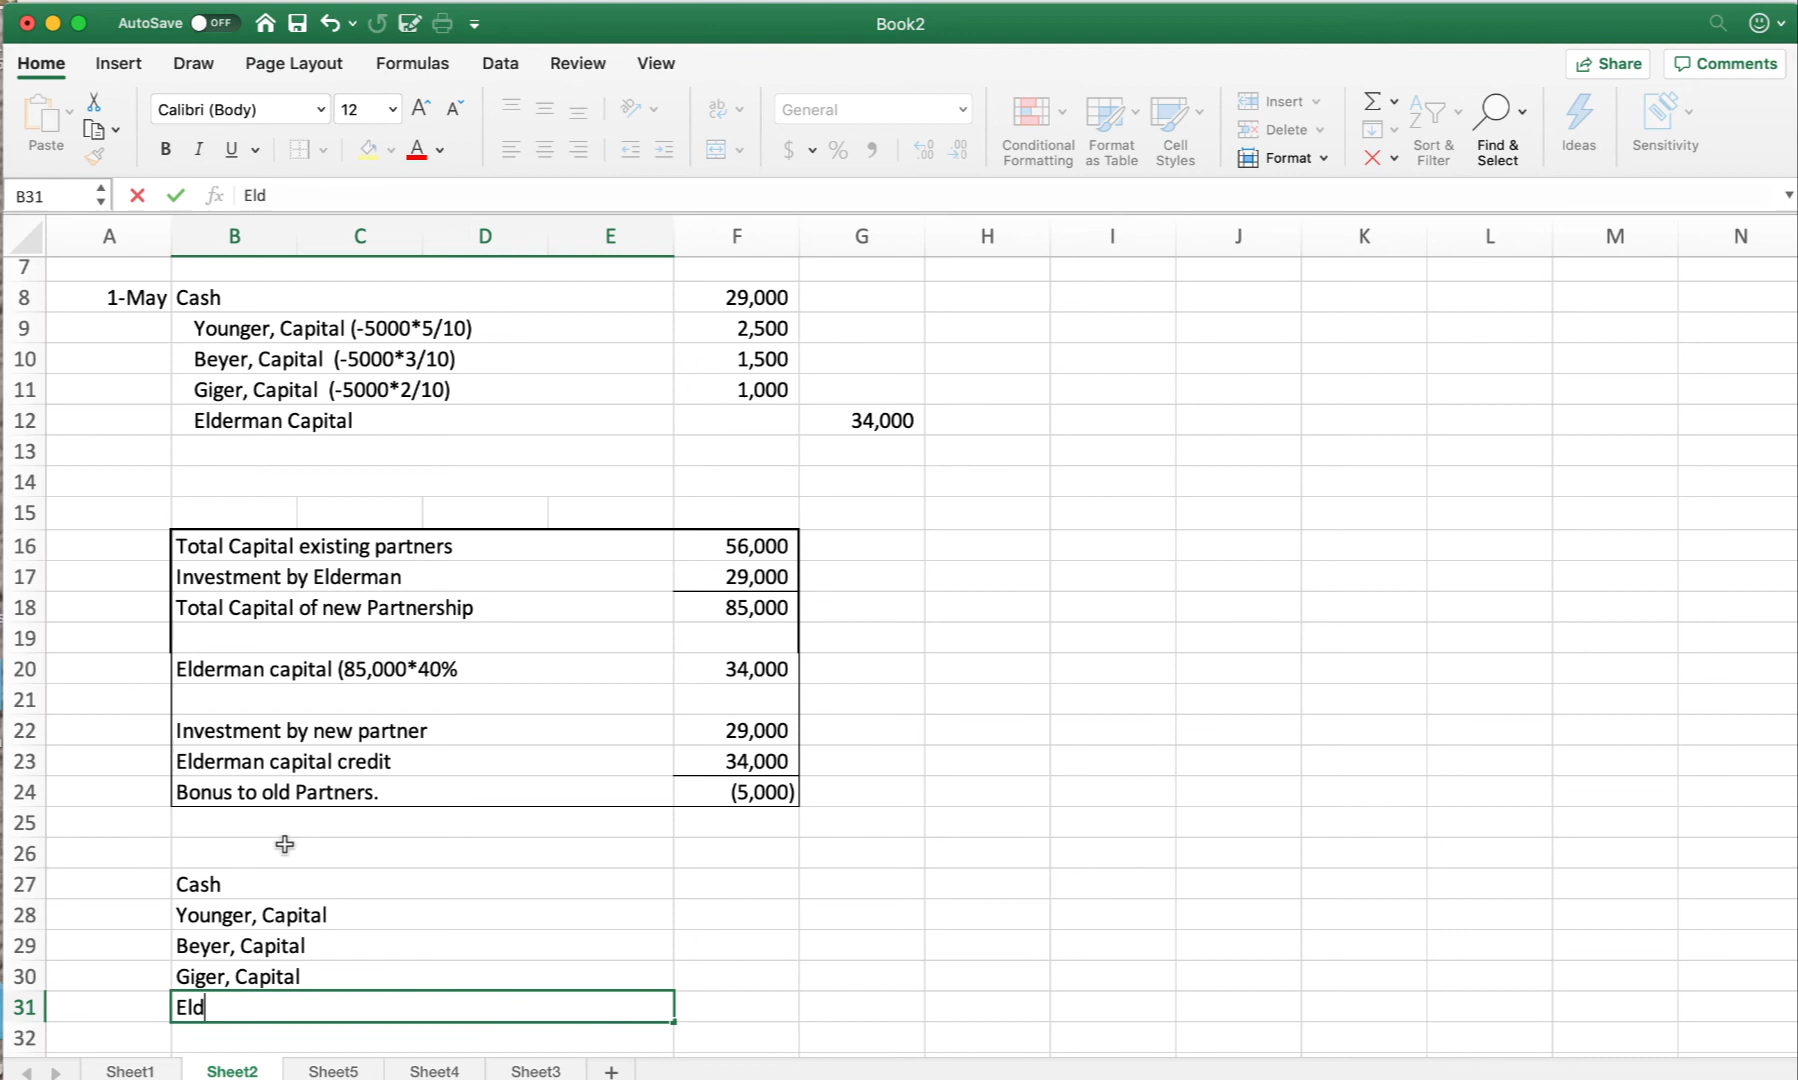 AutoSave OFF Book2
Home Insert Draw Page Layout Formulas Data Review View Share Comments
Paste Calibri (Body) 12 A^ Aˇ ab General Insert Delete Format Conditional Formatting Format as Table Cell Styles Sort & Filter Find & Select Ideas Sensitivity
B I U A $ % 9 .00 .0
B31 fx Eld
A B C D E F G H I J K L M N
7
8 1-May Cash 29,000
9 Younger, Capital (-5000*5/10) 2,500
10 Beyer, Capital (-5000*3/10) 1,500
11 Giger, Capital (-5000*2/10) 1,000
12 Elderman Capital 34,000
13
14
15
16 Total Capital existing partners 56,000
17 Investment by Elderman 29,000
18 Total Capital of new Partnership 85,000
19
20 Elderman capital (85,000*40% 34,000
21
22 Investment by new partner 29,000
23 Elderman capital credit 34,000
24 Bonus to old Partners. (5,000)
25
26
27 Cash
28 Younger, Capital
29 Beyer, Capital
30 Giger, Capital
31 Eld
32
Sheet1 Sheet2 Sheet5 Sheet4 Sheet3 +